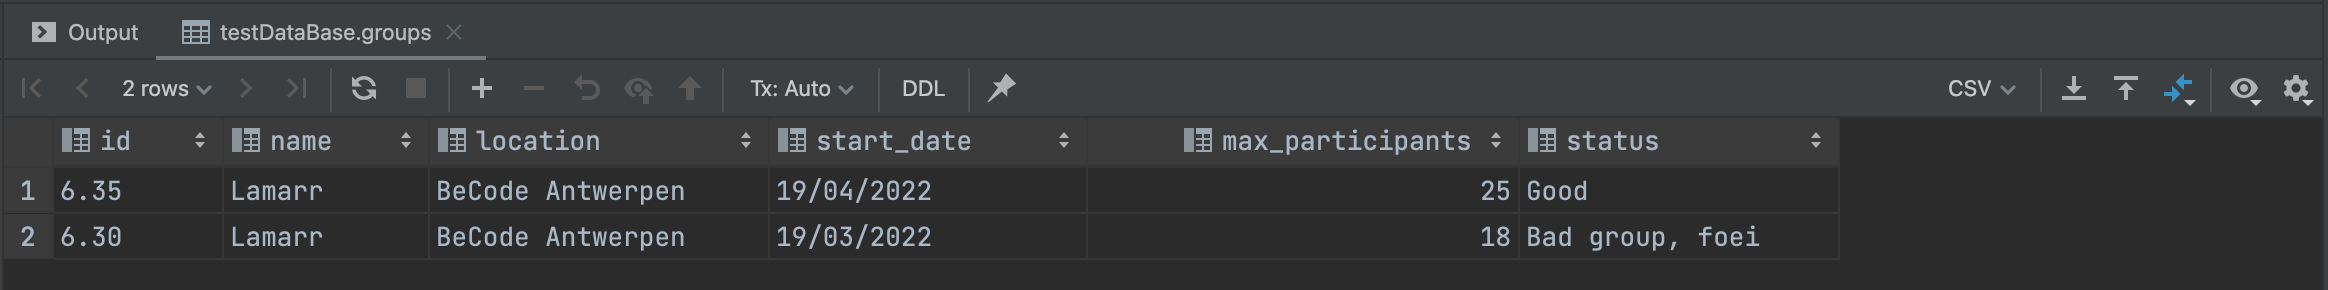 Output testDataBase.groups
2 rows Tx: Auto DDL CSV
id name location start_date max_participants status
1 6.35 Lamarr BeCode Antwerpen 19/04/2022 25 Good
2 6.30 Lamarr BeCode Antwerpen 19/03/2022 18 Bad group, foei